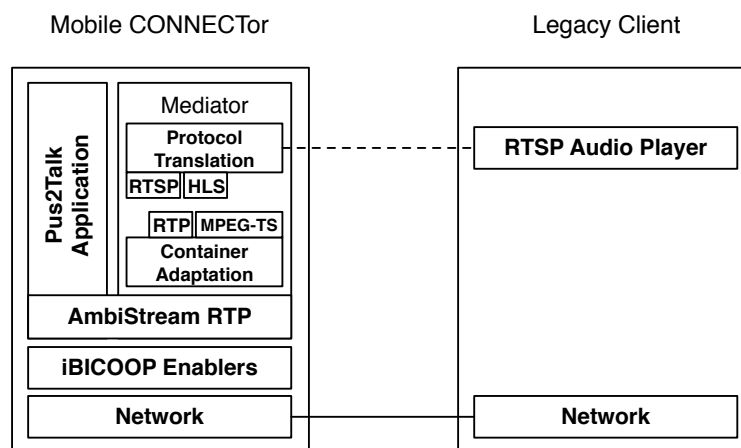 Mobile CONNECTor
Legacy Client
Pus2Talk
Application
Mediator
Protocol
Translation
RTSP
HLS
RTP
MPEG-TS
Container
Adaptation
RTSP Audio Player
AmbiStream RTP
iBICOOP Enablers
Network
Network